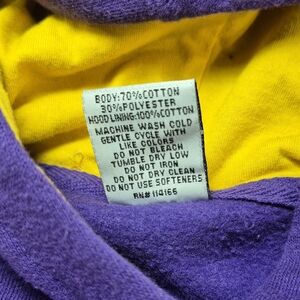 BODY:70%COTTON
30%POLYESTER
HOOD LINING:100%COTTON
MACHINE WASH COLD
GENTLE CYCLE WITH
LIKE COLORS
DO NOT BLEACH
TUMBLE DRY LOW
DO NOT IRON
DO NOT DRY CLEAN
DO NOT USE SOFTENERS
RN# 114166